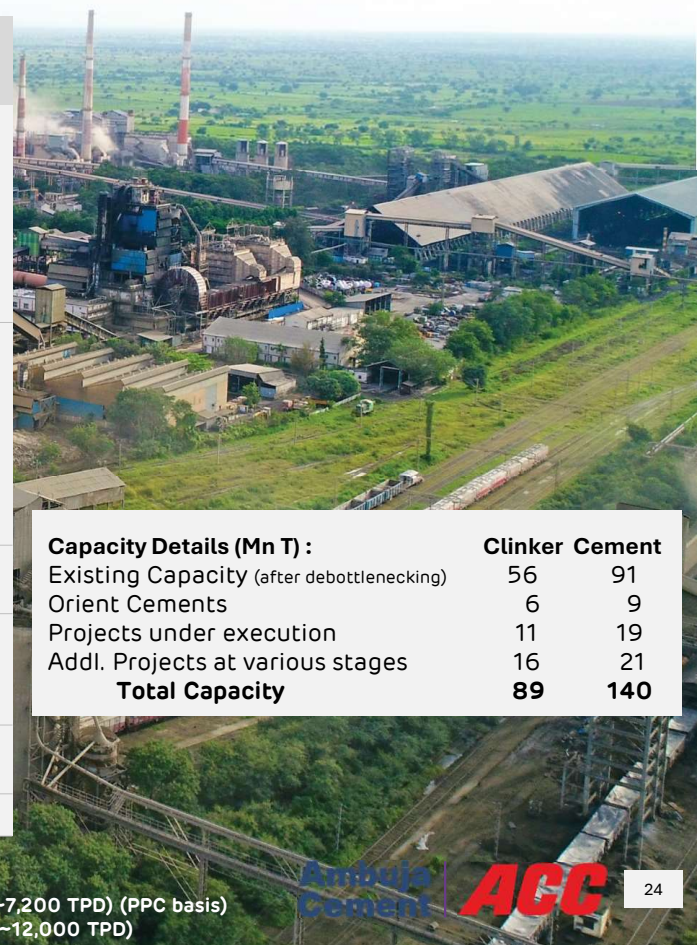 Capacity Details (Mn T) : Clinker Cement
Existing Capacity (after debottlenecking) 56 91
Orient Cements 6 9
Projects under execution 11 19
Addl. Projects at various stages 16 21
Total Capacity 89 140
Ambuja Cement ACC
24
~7,200 TPD) (PPC basis)
~12,000 TPD)